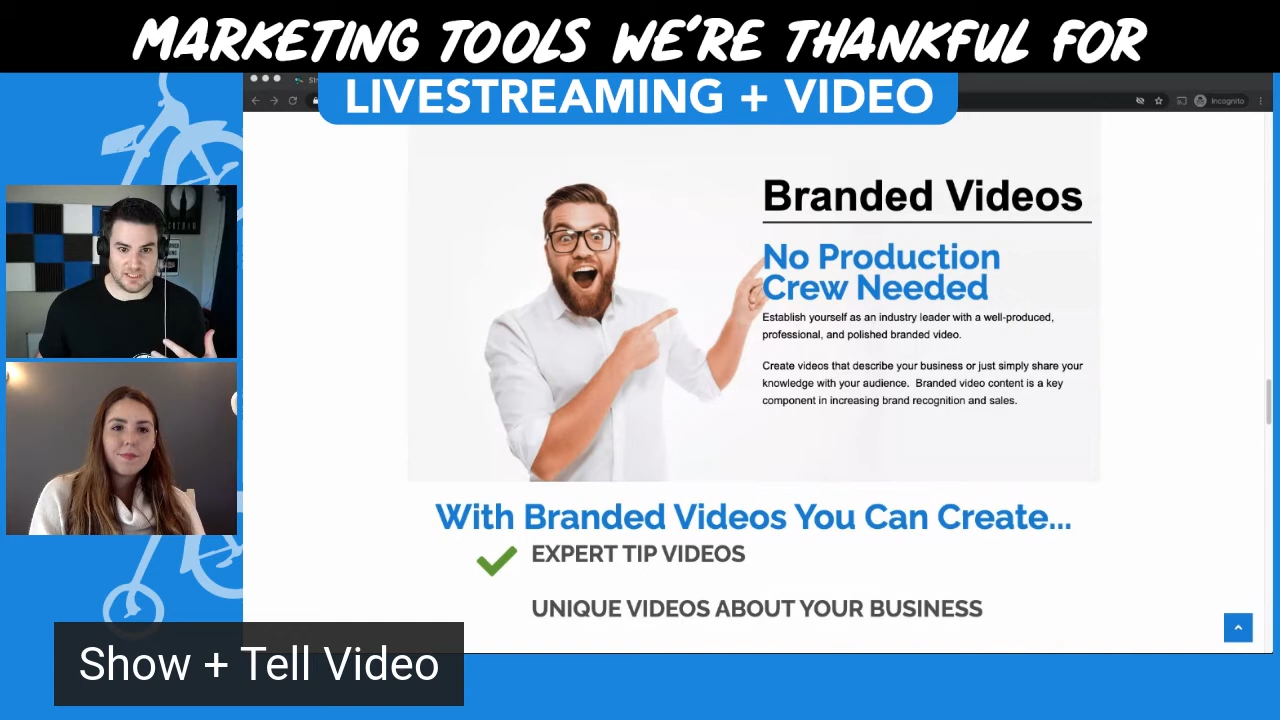 MARKETING TOOLS WE'RE THANKFUL FOR
LIVESTREAMING + VIDEO
Incognito
Branded Videos
No Production
Crew Needed
Establish yourself as an industry leader with a well-produced,
professional, and polished branded video.
Create videos that describe your business or just simply share your
knowledge with your audience. Branded video content is a key
component in increasing brand recognition and sales.
With Branded Videos You Can Create...
EXPERT TIP VIDEOS
UNIQUE VIDEOS ABOUT YOUR BUSINESS
Show + Tell Video